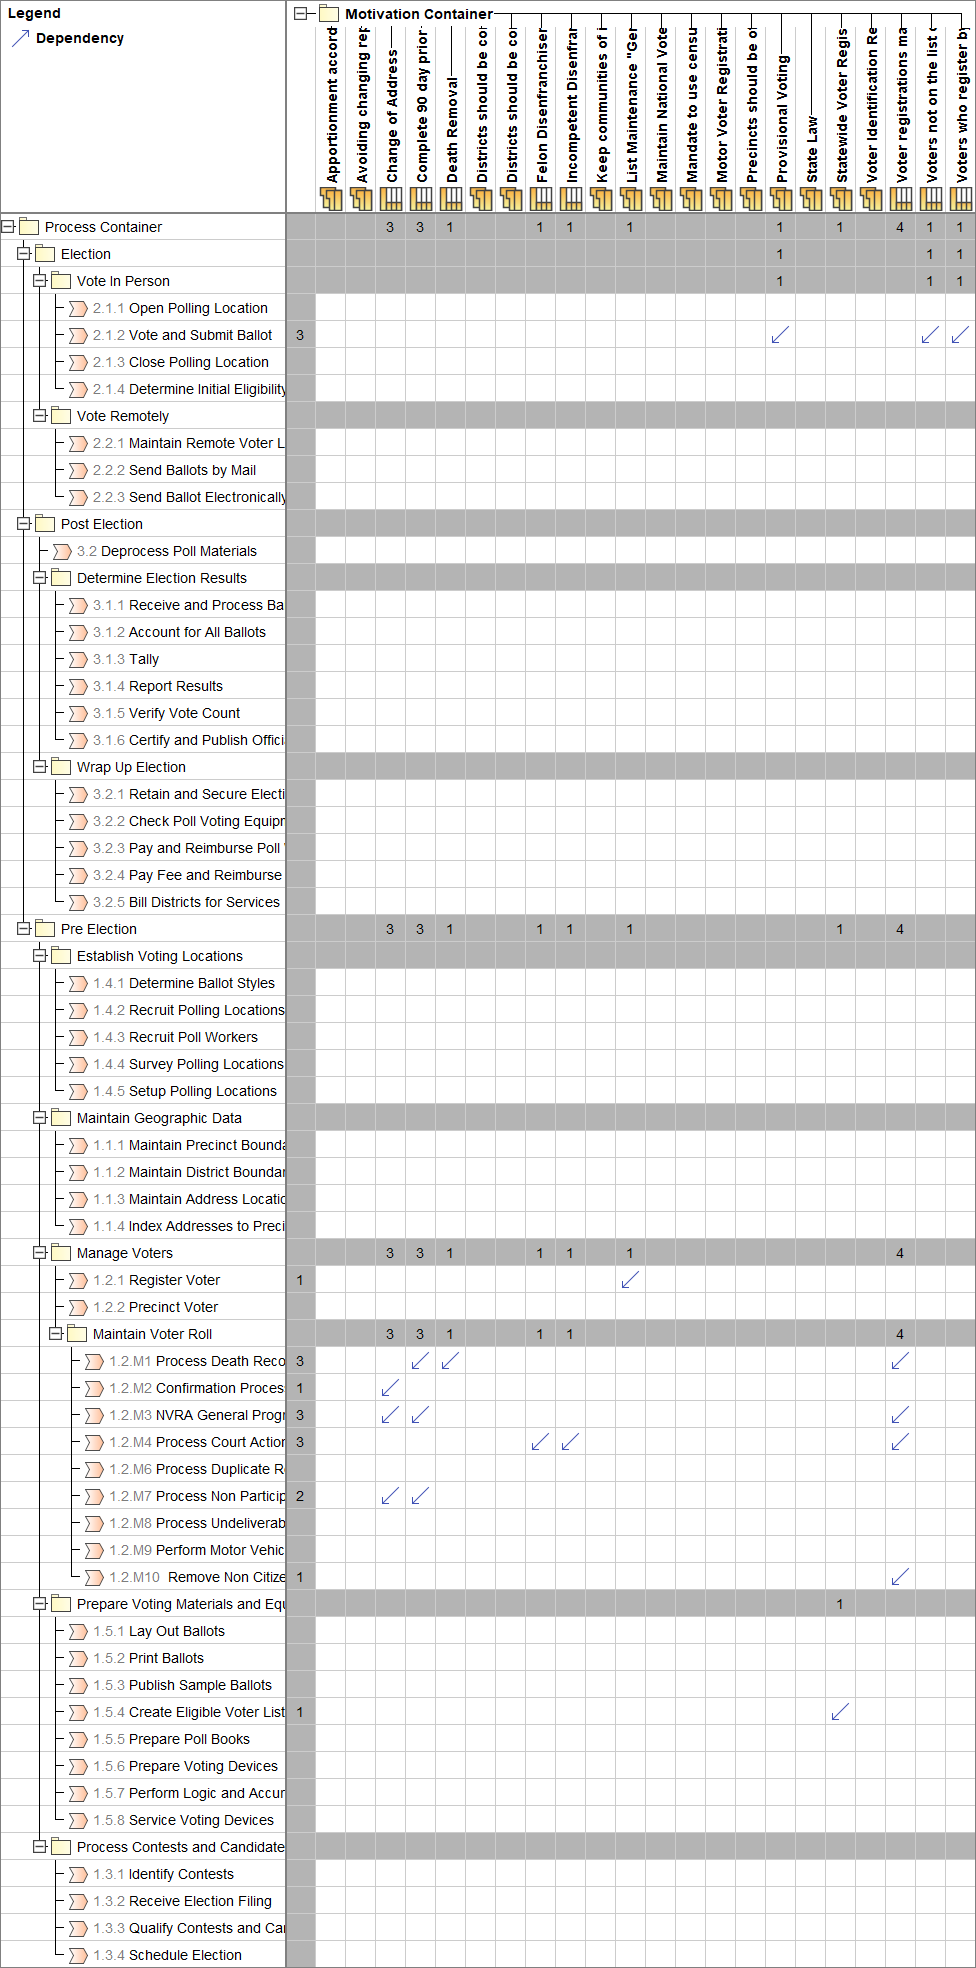 Legend
Dependency
Motivation Container
Apportionment accord
Avoiding changing rep
Change of Address
Complete 90 day prior
Death Removal
Districts should be co
Districts should be co
Felon Disenfranchiser
Incompetent Disenfran
Keep communities of i
List Maintenance "Ger
Maintain National Vote
Mandate to use censu
Motor Voter Registrati
Precincts should be o
Provisional Voting
State Law
Statewide Voter Regis
Voter Identification Re
Voter registrations ma
Voters not on the list
Voters who register by
Process Container 3 3 1 1 1 1 1 1 4 1 1
Election 1 1 1
Vote In Person 1 1 1
2.1.1 Open Polling Location
2.1.2 Vote and Submit Ballot 3
2.1.3 Close Polling Location
2.1.4 Determine Initial Eligibility
Vote Remotely
2.2.1 Maintain Remote Voter L
2.2.2 Send Ballots by Mail
2.2.3 Send Ballot Electronically
Post Election
3.2 Deprocess Poll Materials
Determine Election Results
3.1.1 Receive and Process Ba
3.1.2 Account for All Ballots
3.1.3 Tally
3.1.4 Report Results
3.1.5 Verify Vote Count
3.1.6 Certify and Publish Offici
Wrap Up Election
3.2.1 Retain and Secure Electi
3.2.2 Check Poll Voting Equipr
3.2.3 Pay and Reimburse Poll
3.2.4 Pay Fee and Reimburse
3.2.5 Bill Districts for Services
Pre Election 3 3 1 1 1 1 1 4
Establish Voting Locations
1.4.1 Determine Ballot Styles
1.4.2 Recruit Polling Locations
1.4.3 Recruit Poll Workers
1.4.4 Survey Polling Locations
1.4.5 Setup Polling Locations
Maintain Geographic Data
1.1.1 Maintain Precinct Bounda
1.1.2 Maintain District Boundar
1.1.3 Maintain Address Locatic
1.1.4 Index Addresses to Preci
Manage Voters 3 3 1 1 1 1 4
1.2.1 Register Voter 1
1.2.2 Precinct Voter
Maintain Voter Roll 3 3 1 1 1 4
1.2.M1 Process Death Reco 3
1.2.M2 Confirmation Proces 1
1.2.M3 NVRA General Progr 3
1.2.M4 Process Court Action 3
1.2.M6 Process Duplicate R
1.2.M7 Process Non Particip 2
1.2.M8 Process Undeliverab
1.2.M9 Perform Motor Vehic
1.2.M10 Remove Non Citize 1
Prepare Voting Materials and Equ 1
1.5.1 Lay Out Ballots
1.5.2 Print Ballots
1.5.3 Publish Sample Ballots
1.5.4 Create Eligible Voter List 1
1.5.5 Prepare Poll Books
1.5.6 Prepare Voting Devices
1.5.7 Perform Logic and Accur
1.5.8 Service Voting Devices
Process Contests and Candidate
1.3.1 Identify Contests
1.3.2 Receive Election Filing
1.3.3 Qualify Contests and Car
1.3.4 Schedule Election